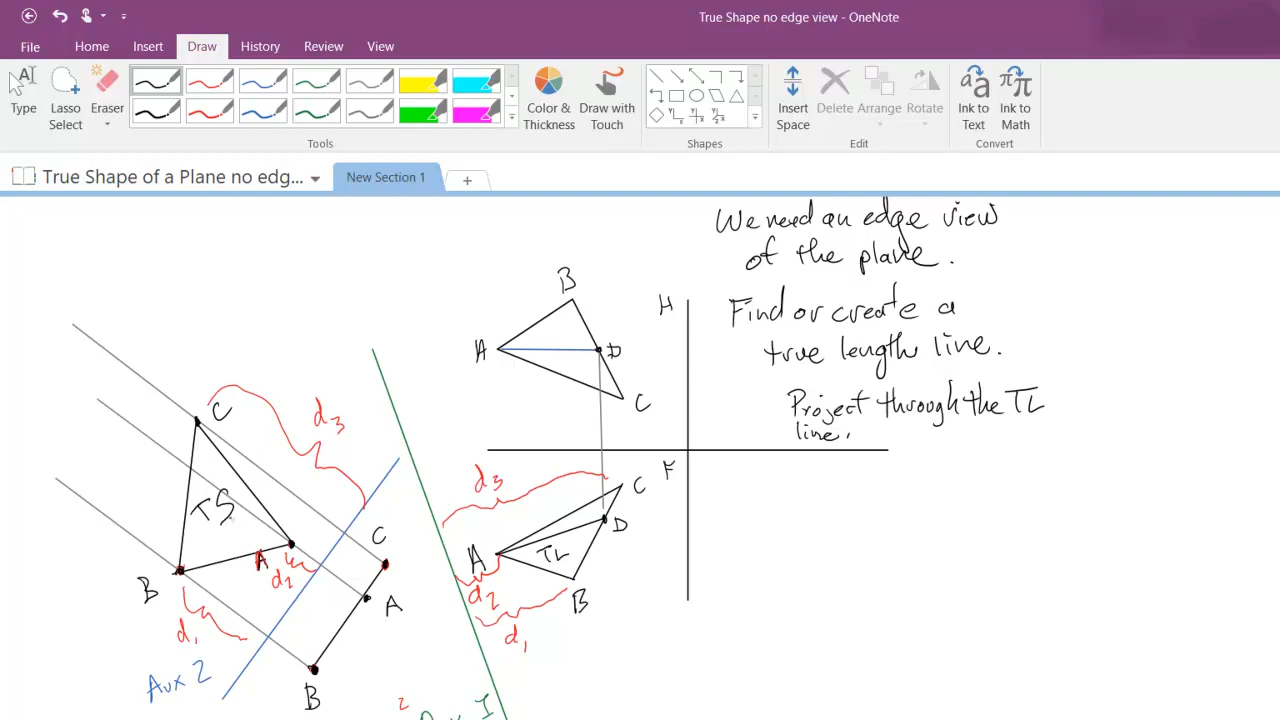 True Shape no edge view - OneNote
File Home Insert Draw History Review View
Type
Lasso Select
Eraser
Color & Thickness
Draw with Touch
Insert Space
Delete
Arrange
Rotate
Ink to Text
Ink to Math
Tools
Shapes
Edit
Convert
True Shape of a Plane no edg...
New Section 1
We need an edge view
of the plane.
Find or create a
true length line.
Project through the TL
line.
B
H
A
D
C
F
C
D
A
TL
B
d3
d2
d1
C
d3
TS
A
d2
B
d1
C
A
B
Aux 2
2